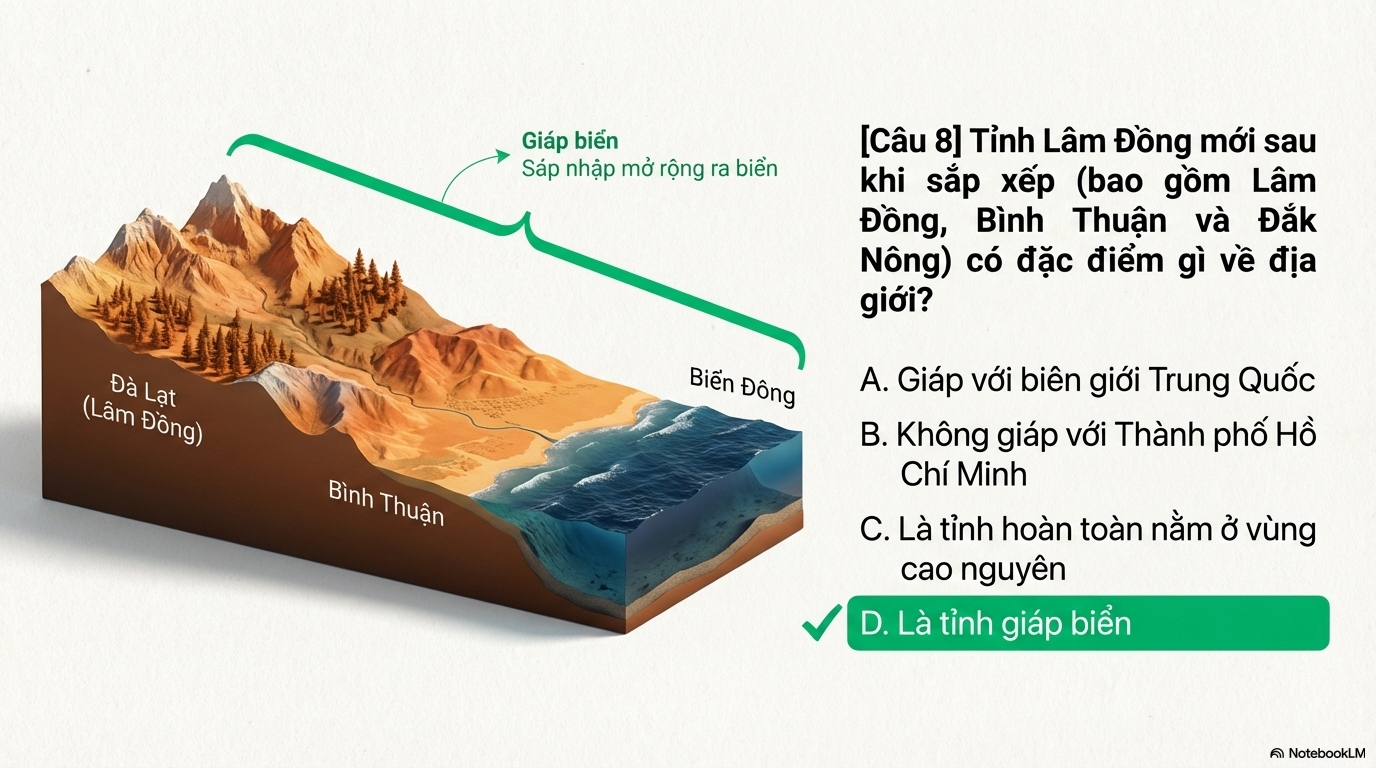 Giáp biển
Sáp nhập mở rộng ra biển
Biển Đông
Đà Lạt
(Lâm Đồng)
Bình Thuận
[Câu 8] Tỉnh Lâm Đồng mới sau
khi sắp xếp (bao gồm Lâm
Đồng, Bình Thuận và Đắk
Nông) có đặc điểm gì về địa
giới?
A. Giáp với biên giới Trung Quốc
B. Không giáp với Thành phố Hồ
Chí Minh
C. Là tỉnh hoàn toàn nằm ở vùng
cao nguyên
D. Là tỉnh giáp biển
NotebookLM